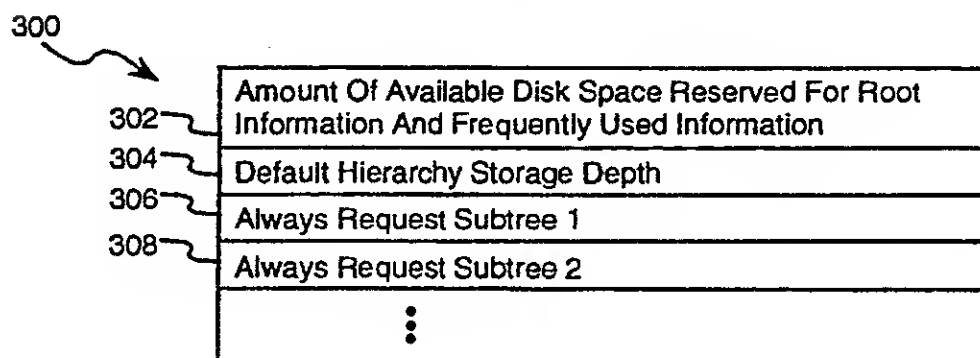 300
Amount Of Available Disk Space Reserved For Root
302 Information And Frequently Used Information
304 Default Hierarchy Storage Depth
306 Always Request Subtree 1
308 Always Request Subtree 2